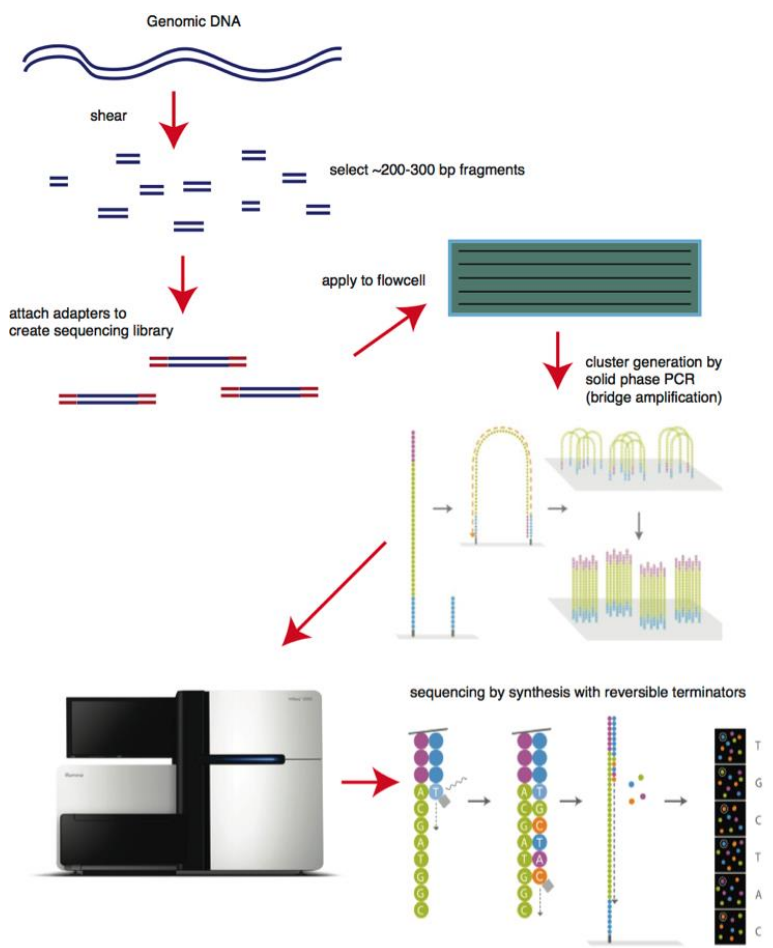 Genomic DNA
shear
select ~200-300 bp fragments
apply to flowcell
attach adapters to
create sequencing library
cluster generation by
solid phase PCR
(bridge amplification)
sequencing by synthesis with reversible terminators
illumina
A T
C
G
A
T
G
G
C
A T
C G
G C
A T
T A
G C
G
C
T
G
C
T
A
C